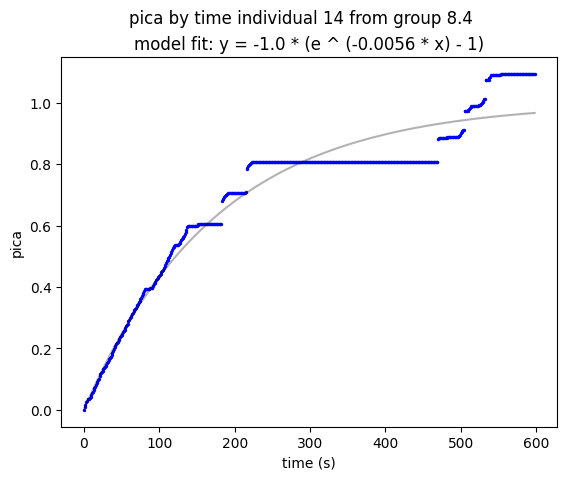 pica by time individual 14 from group 8.4
model fit: y = -1.0 * (e ^ (-0.0056 * x) - 1)
pica
1.0
0.8
0.6
0.4
0.2
0.0
0 100 200 300 400 500 600
time (s)